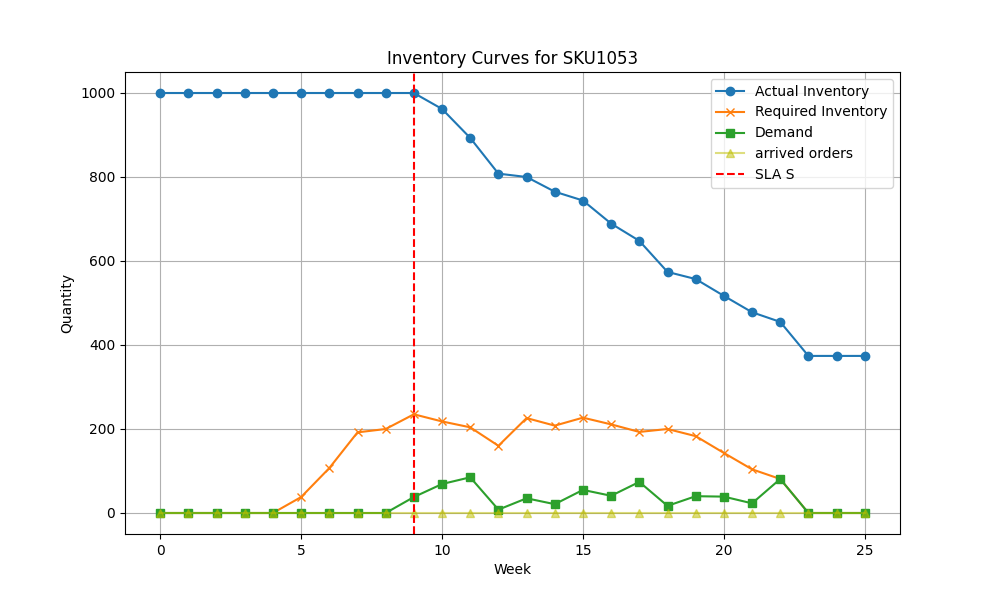 Inventory Curves for SKU1053
Actual Inventory
Required Inventory
Demand
arrived orders
SLA S
Quantity
1000
800
600
400
200
0
0 5 10 15 20 25
Week